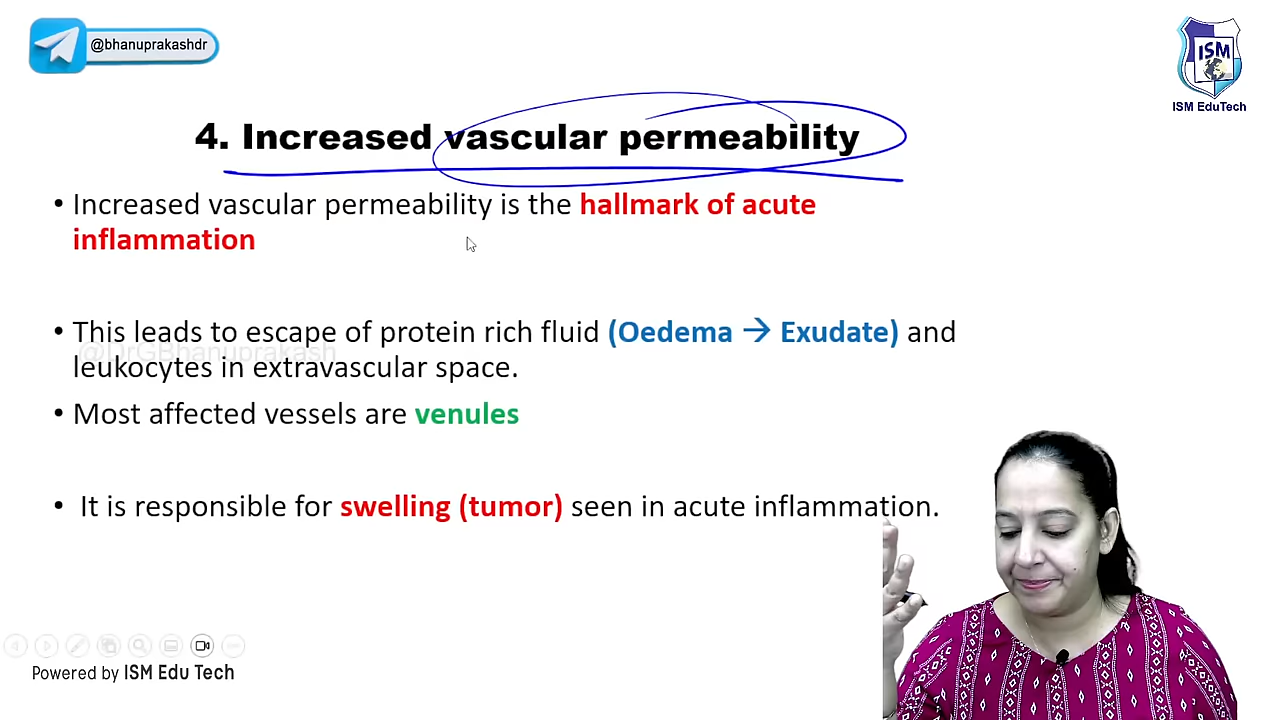 @bhanuprakashdr
ISM
ISM EduTech
4. Increased vascular permeability
• Increased vascular permeability is the hallmark of acute
inflammation
• This leads to escape of protein rich fluid (Oedema → Exudate) and
@DrGBhanuprakash
leukocytes in extravascular space.
• Most affected vessels are venules
• It is responsible for swelling (tumor) seen in acute inflammation.
Powered by ISM Edu Tech